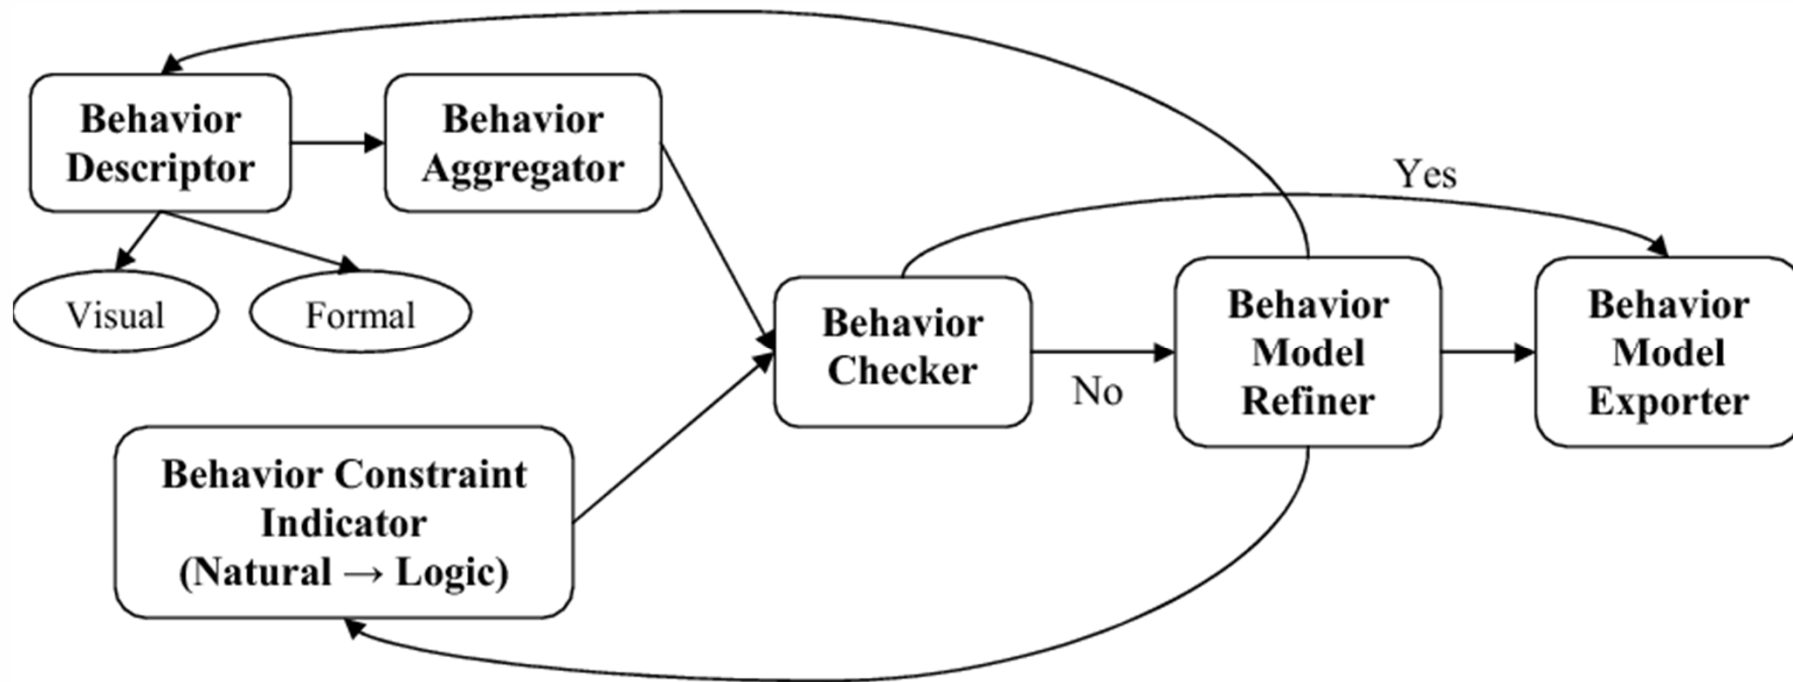 Behavior
Descriptor
Behavior
Aggregator
Visual
Formal
Behavior Constraint
Indicator
(Natural → Logic)
Behavior
Checker
Yes
No
Behavior
Model
Refiner
Behavior
Model
Exporter